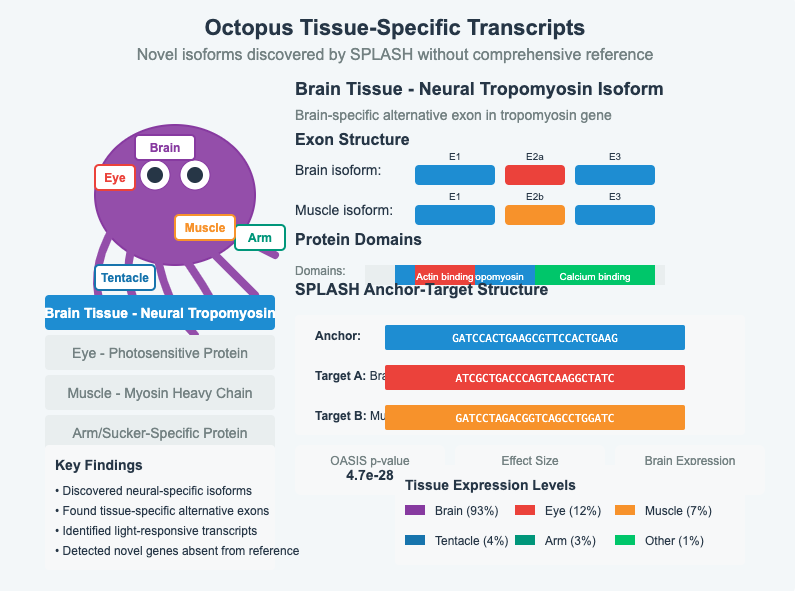 Octopus Tissue-Specific Transcripts
Novel isoforms discovered by SPLASH without comprehensive reference
Brain
Eye
Muscle
Arm
Tentacle
Brain Tissue - Neural Tropomyosin
Eye - Photosensitive Protein
Muscle - Myosin Heavy Chain
Arm/Sucker-Specific Protein
Key Findings
• Discovered neural-specific isoforms
• Found tissue-specific alternative exons
• Identified light-responsive transcripts
• Detected novel genes absent from reference
Brain Tissue - Neural Tropomyosin Isoform
Brain-specific alternative exon in tropomyosin gene
Exon Structure
E1 E2a E3
Brain isoform:
E1 E2b E3
Muscle isoform:
Protein Domains
Domains: Actin binding opomyosin Calcium binding
SPLASH Anchor-Target Structure
Anchor: GATCCACTGAAGCGTTCCACTGAAG
Target A: Bra ATCGCTGACCCAGTCAAGGCTATC
Target B: Mu GATCCTAGACGGTCAGCCTGGATC
OASIS p-value Effect Size Brain Expression
4.7e-28
Tissue Expression Levels
Brain (93%) Eye (12%) Muscle (7%)
Tentacle (4%) Arm (3%) Other (1%)